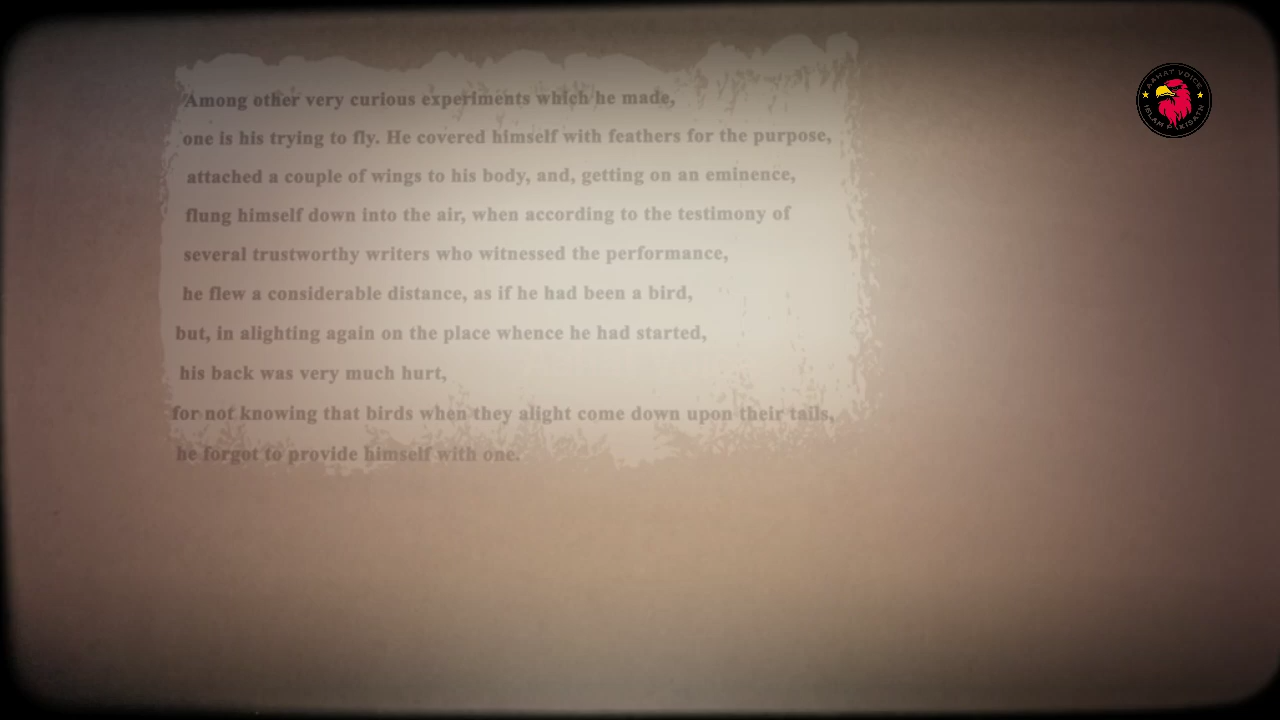 Among other very curious experiments which he made,
one is his trying to fly. He covered himself with feathers for the purpose,
attached a couple of wings to his body, and, getting on an eminence,
flung himself down into the air, when according to the testimony of
several trustworthy writers who witnessed the performance,
he flew a considerable distance, as if he had been a bird,
but, in alighting again on the place whence he had started,
his back was very much hurt,
for not knowing that birds when they alight come down upon their tails,
he forgot to provide himself with one.